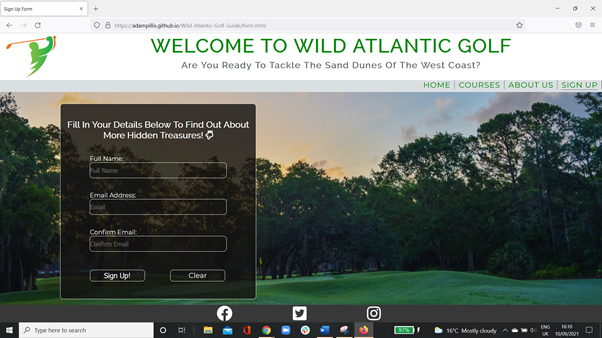 Sign Up Form
https://adampillis.github.io/Wild-Atlantic-Golf-Guide/form.html
WELCOME TO WILD ATLANTIC GOLF
Are You Ready To Tackle The Sand Dunes Of The West Coast?
HOME COURSES ABOUT US SIGN UP
Fill In Your Details Below To Find Out About
More Hidden Treasures!
Full Name:
Full Name
Email Address:
Email
Confirm Email:
Confirm Email
Sign Up! Clear
Type here to search
97%
16°C Mostly cloudy
ENG
UK
16:10
10/09/2021